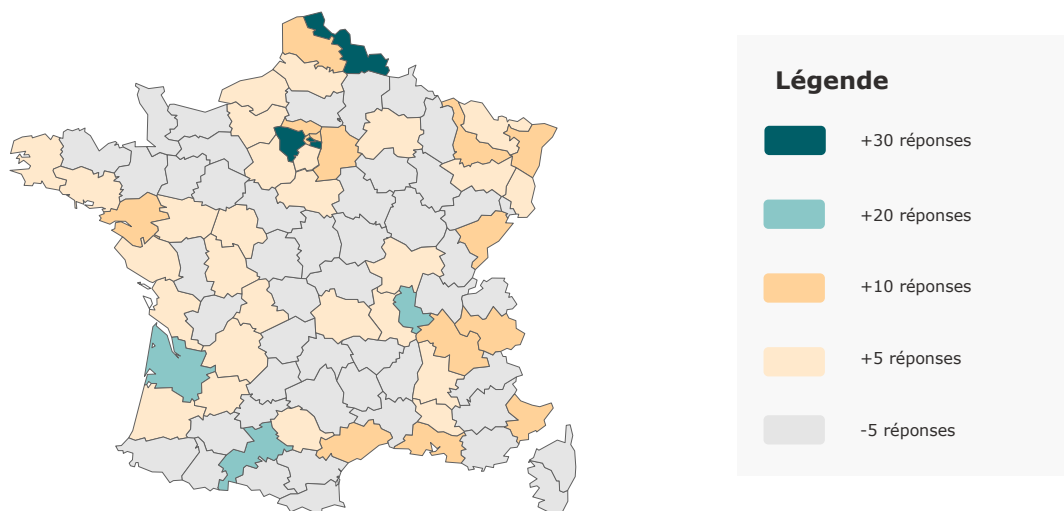 Légende
+30 réponses
+20 réponses
+10 réponses
+5 réponses
-5 réponses